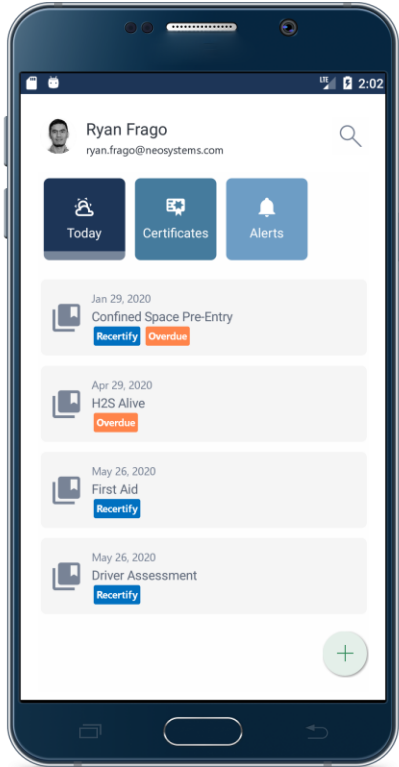 LTE 2:02
Ryan Frago
ryan.frago@neosystems.com
Today Certificates Alerts
Jan 29, 2020
Confined Space Pre-Entry
Recertify Overdue
Apr 29, 2020
H2S Alive
Overdue
May 26, 2020
First Aid
Recertify
May 26, 2020
Driver Assessment
Recertify